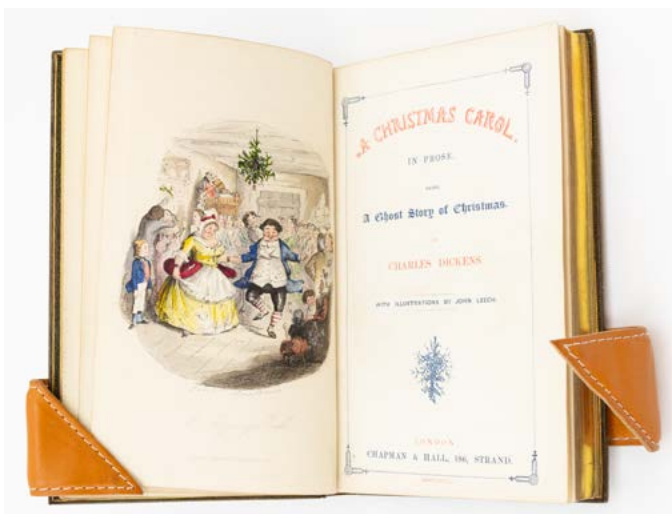 A CHRISTMAS CAROL.
IN PROSE.
BEING
A Ghost Story of Christmas.
BY
CHARLES DICKENS.
WITH ILLUSTRATIONS BY JOHN LEECH.
LONDON
CHAPMAN & HALL, 186, STRAND.